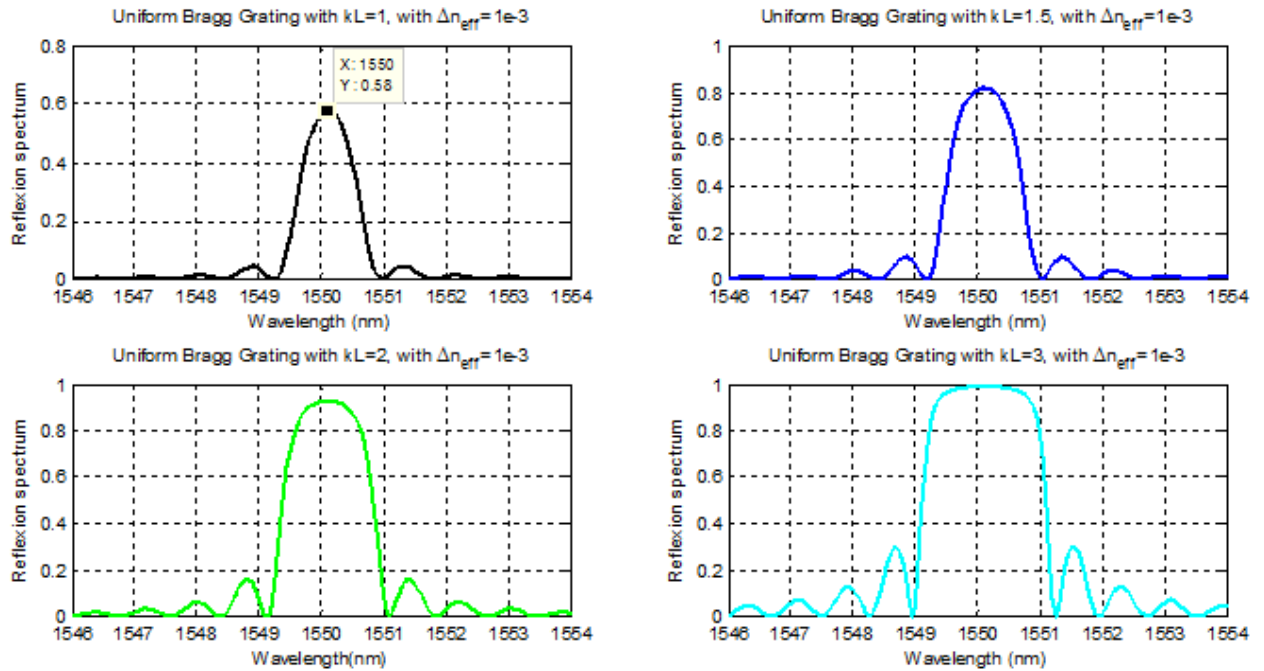 Uniform Bragg Grating with kL=1, with Δn_eff=1e-3
Reflexion spectrum
0.8
0.6
0.4
0.2
0
X: 1550
Y: 0.58
1546 1547 1548 1549 1550 1551 1552 1553 1554
Wavelength (nm)
Uniform Bragg Grating with kL=1.5, with Δn_eff=1e-3
Reflexion spectrum
1
0.8
0.6
0.4
0.2
0
1546 1547 1548 1549 1550 1551 1552 1553 1554
Wavelength (nm)
Uniform Bragg Grating with kL=2, with Δn_eff=1e-3
Reflexion spectrum
1
0.8
0.6
0.4
0.2
0
1546 1547 1548 1549 1550 1551 1552 1553 1554
Wavelength(nm)
Uniform Bragg Grating with kL=3, with Δn_eff=1e-3
Reflexion spectrum
1
0.8
0.6
0.4
0.2
0
1546 1547 1548 1549 1550 1551 1552 1553 1554
Wavelength (nm)